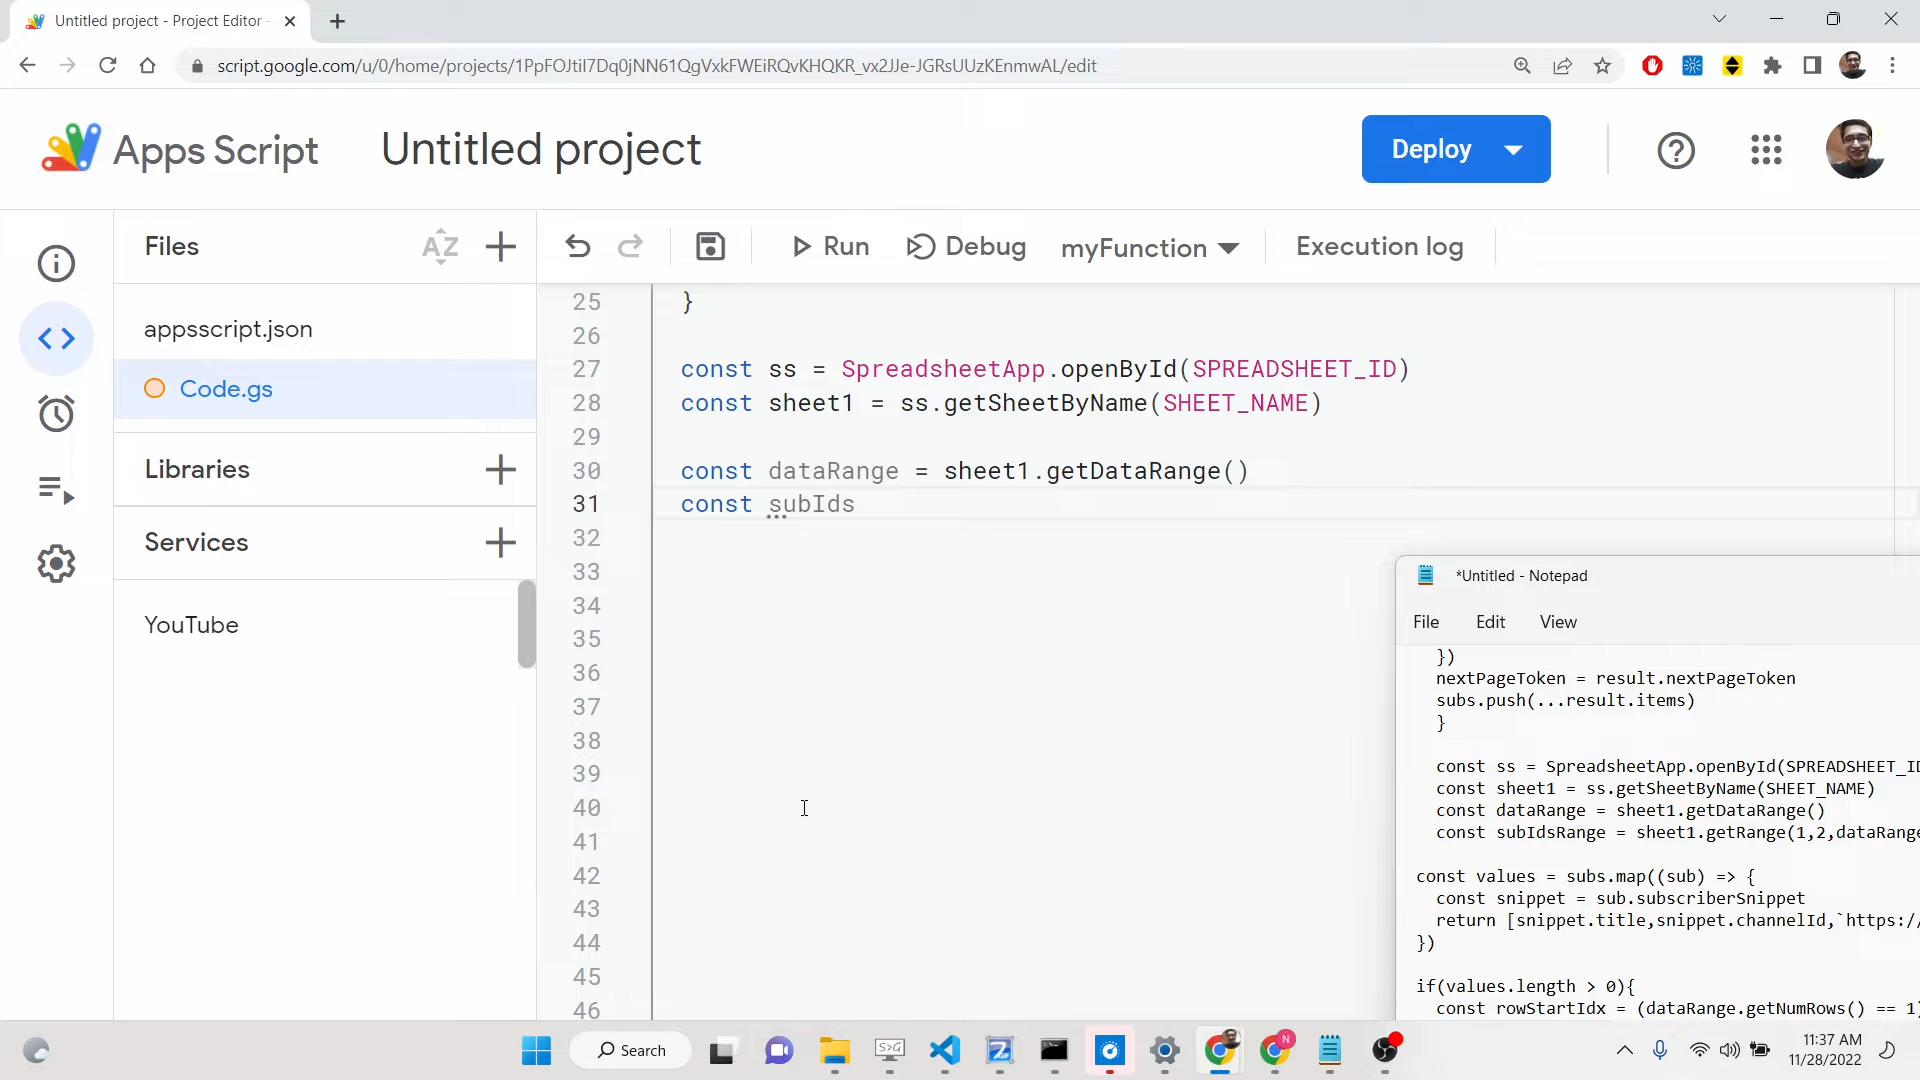 Untitled project - Project Editor -
script.google.com/u/0/home/projects/1PpFOJtiI7Dq0jNN61QgVxkFWEiRQvKHQKR_vx2JJe-JGRsUUzKEnmwAL/edit
Apps Script
Untitled project
Deploy
Files
AZ
Run
Debug
myFunction
Execution log
appsscript.json
Code.gs
Libraries
Services
YouTube
25 }
26
27 const ss = SpreadsheetApp.openById(SPREADSHEET_ID)
28 const sheet1 = ss.getSheetByName(SHEET_NAME)
29
30 const dataRange = sheet1.getDataRange()
31 const subIds
32
33
34
35
36
37
38
39
40
41
42
43
44
45
46
*Untitled - Notepad
File Edit View
})
nextPageToken = result.nextPageToken
subs.push(...result.items)
}
const ss = SpreadsheetApp.openById(SPREADSHEET_ID
const sheet1 = ss.getSheetByName(SHEET_NAME)
const dataRange = sheet1.getDataRange()
const subIdsRange = sheet1.getRange(1,2,dataRange
const values = subs.map((sub) => {
const snippet = sub.subscriberSnippet
return [snippet.title,snippet.channelId,`https:/
})
if(values.length > 0){
const rowStartIdx = (dataRange.getNumRows() == 1
Search
11:37 AM
11/28/2022